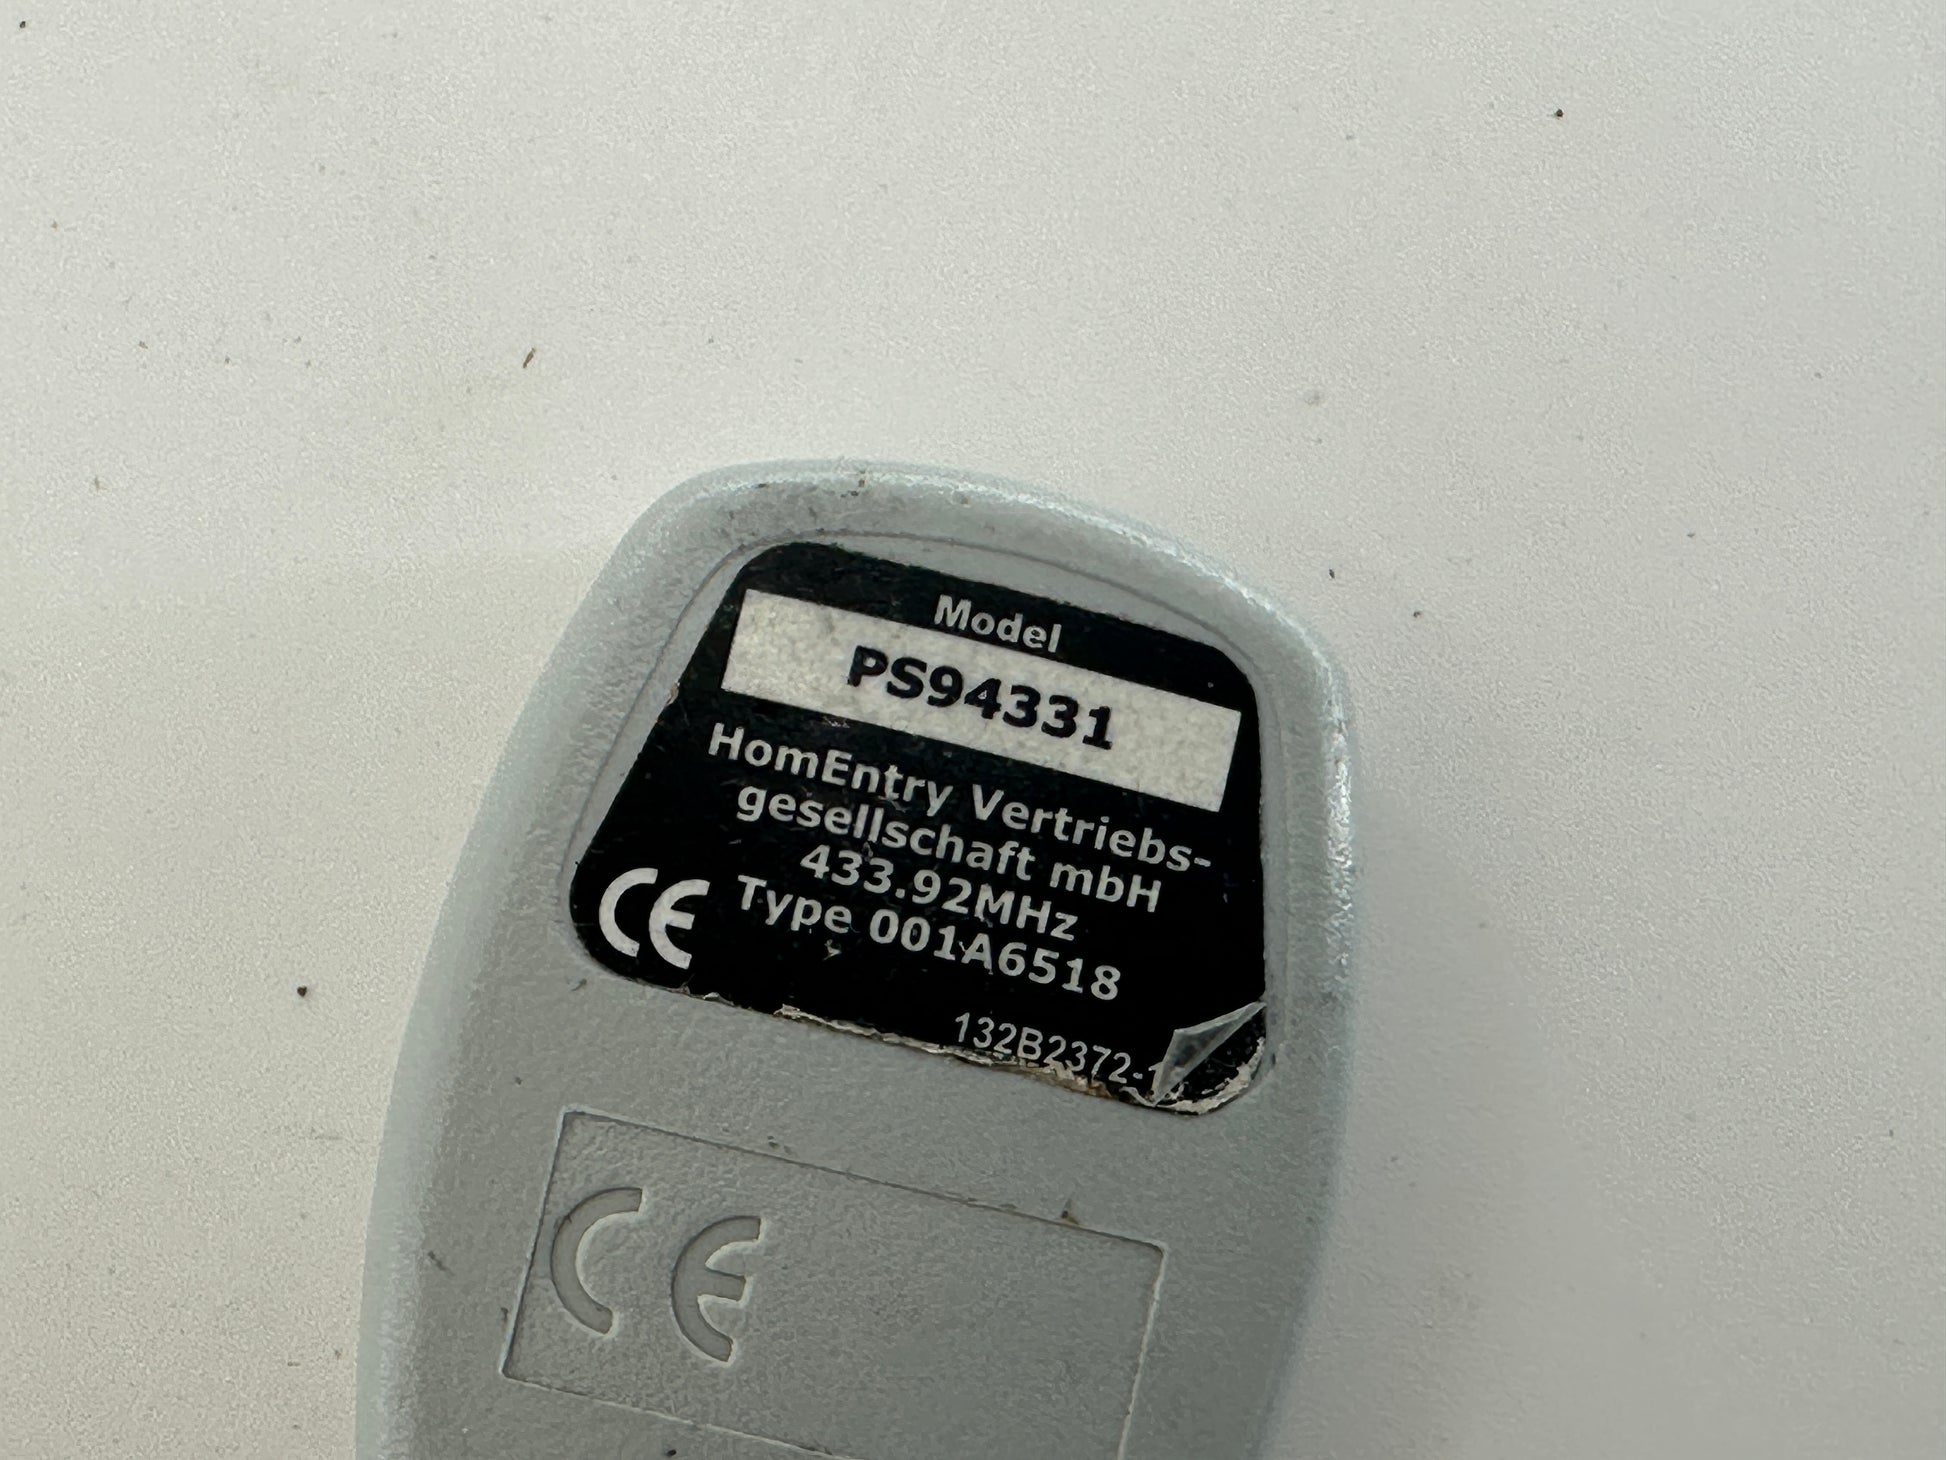 Model
PS94331
HomEntry Vertriebs-
gesellschaft mbH
433.92MHz
CE Type 001A6518
132B2372-
CE